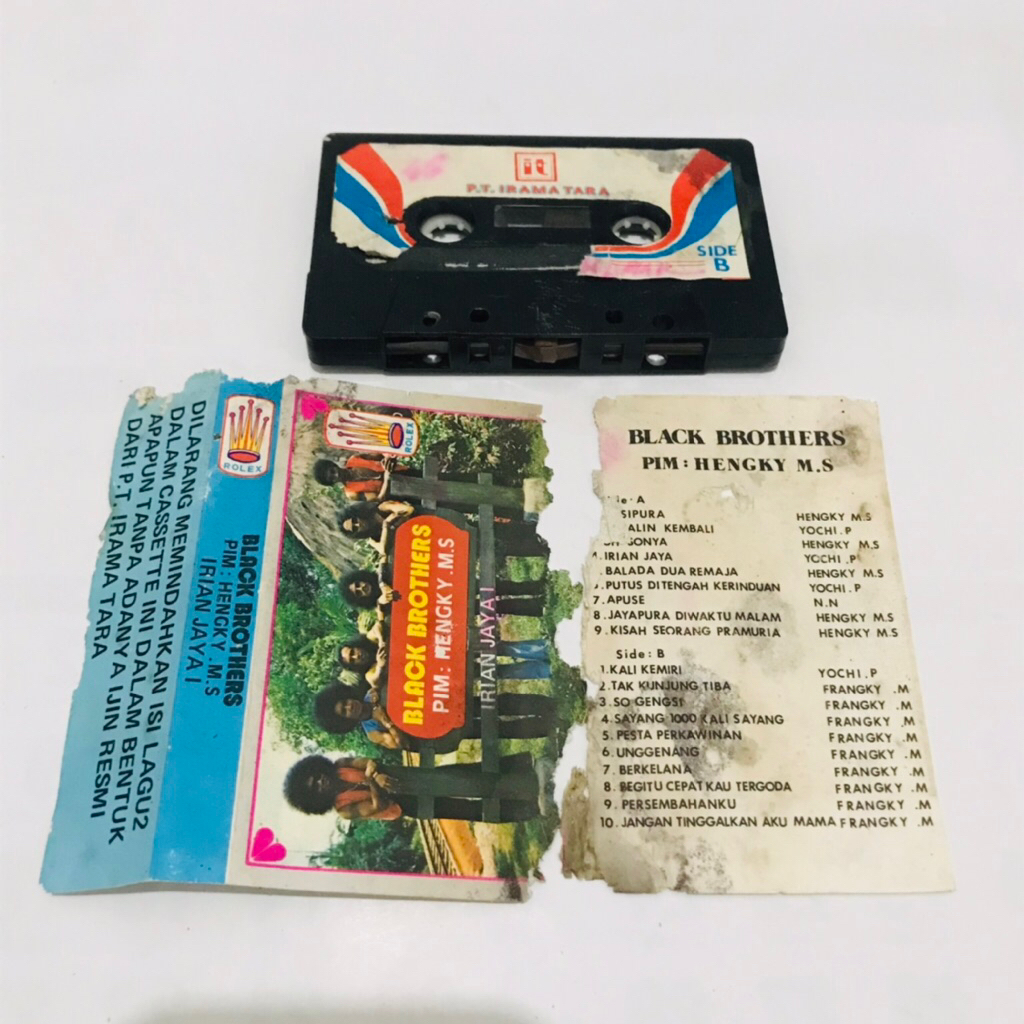 P.T. IRAMA TARA
SIDE
B
DILARANG MEMINDAHKAN ISI LAGU2
DALAM CASSETTE INI DALAM BENTUK
APAPUN TANPA ADANYA IJIN RESMI
DARI P.T. IRAMA TARA
ROLEX
BLACK BROTHERS
PIM: HENGKY.M.S
IRIAN JAYA I
ROLEX
BLACK BROTHERS
PIM: HENGKY.M.S
IRIAN JAYA I
BLACK BROTHERS
PIM: HENGKY M.S
A
SIPURA HENGKY M.S
KEMBALI YOCHI.P
SONYA HENGKY M.S
IRIAN JAYA YOCHI.P
BALADA DUA REMAJA HENGKY M.S
PUTUS DITENGAH KERINDUAN YOCHI.P
7. APUSE N.N
8. JAYAPURA DIWAKTU MALAM HENGKY M.S
9. KISAH SEORANG PRAMURIA HENGKY M.S
Side: B
1. KALI KEMIRI YOCHI.P
2. TAK KUNJUNG TIBA FRANGKY .M
3. SO GENGSI FRANGKY .M
4. SAYANG 1000 KALI SAYANG FRANGKY .M
5. PESTA PERKAWINAN FRANGKY .M
6. UNGGENANG FRANGKY .M
7. BERKELANA FRANGKY .M
8. BEGITU CEPAT KAU TERGODA FRANGKY .M
9. PERSEMBAHANKU FRANGKY .M
10. JANGAN TINGGALKAN AKU MAMA FRANGKY .M